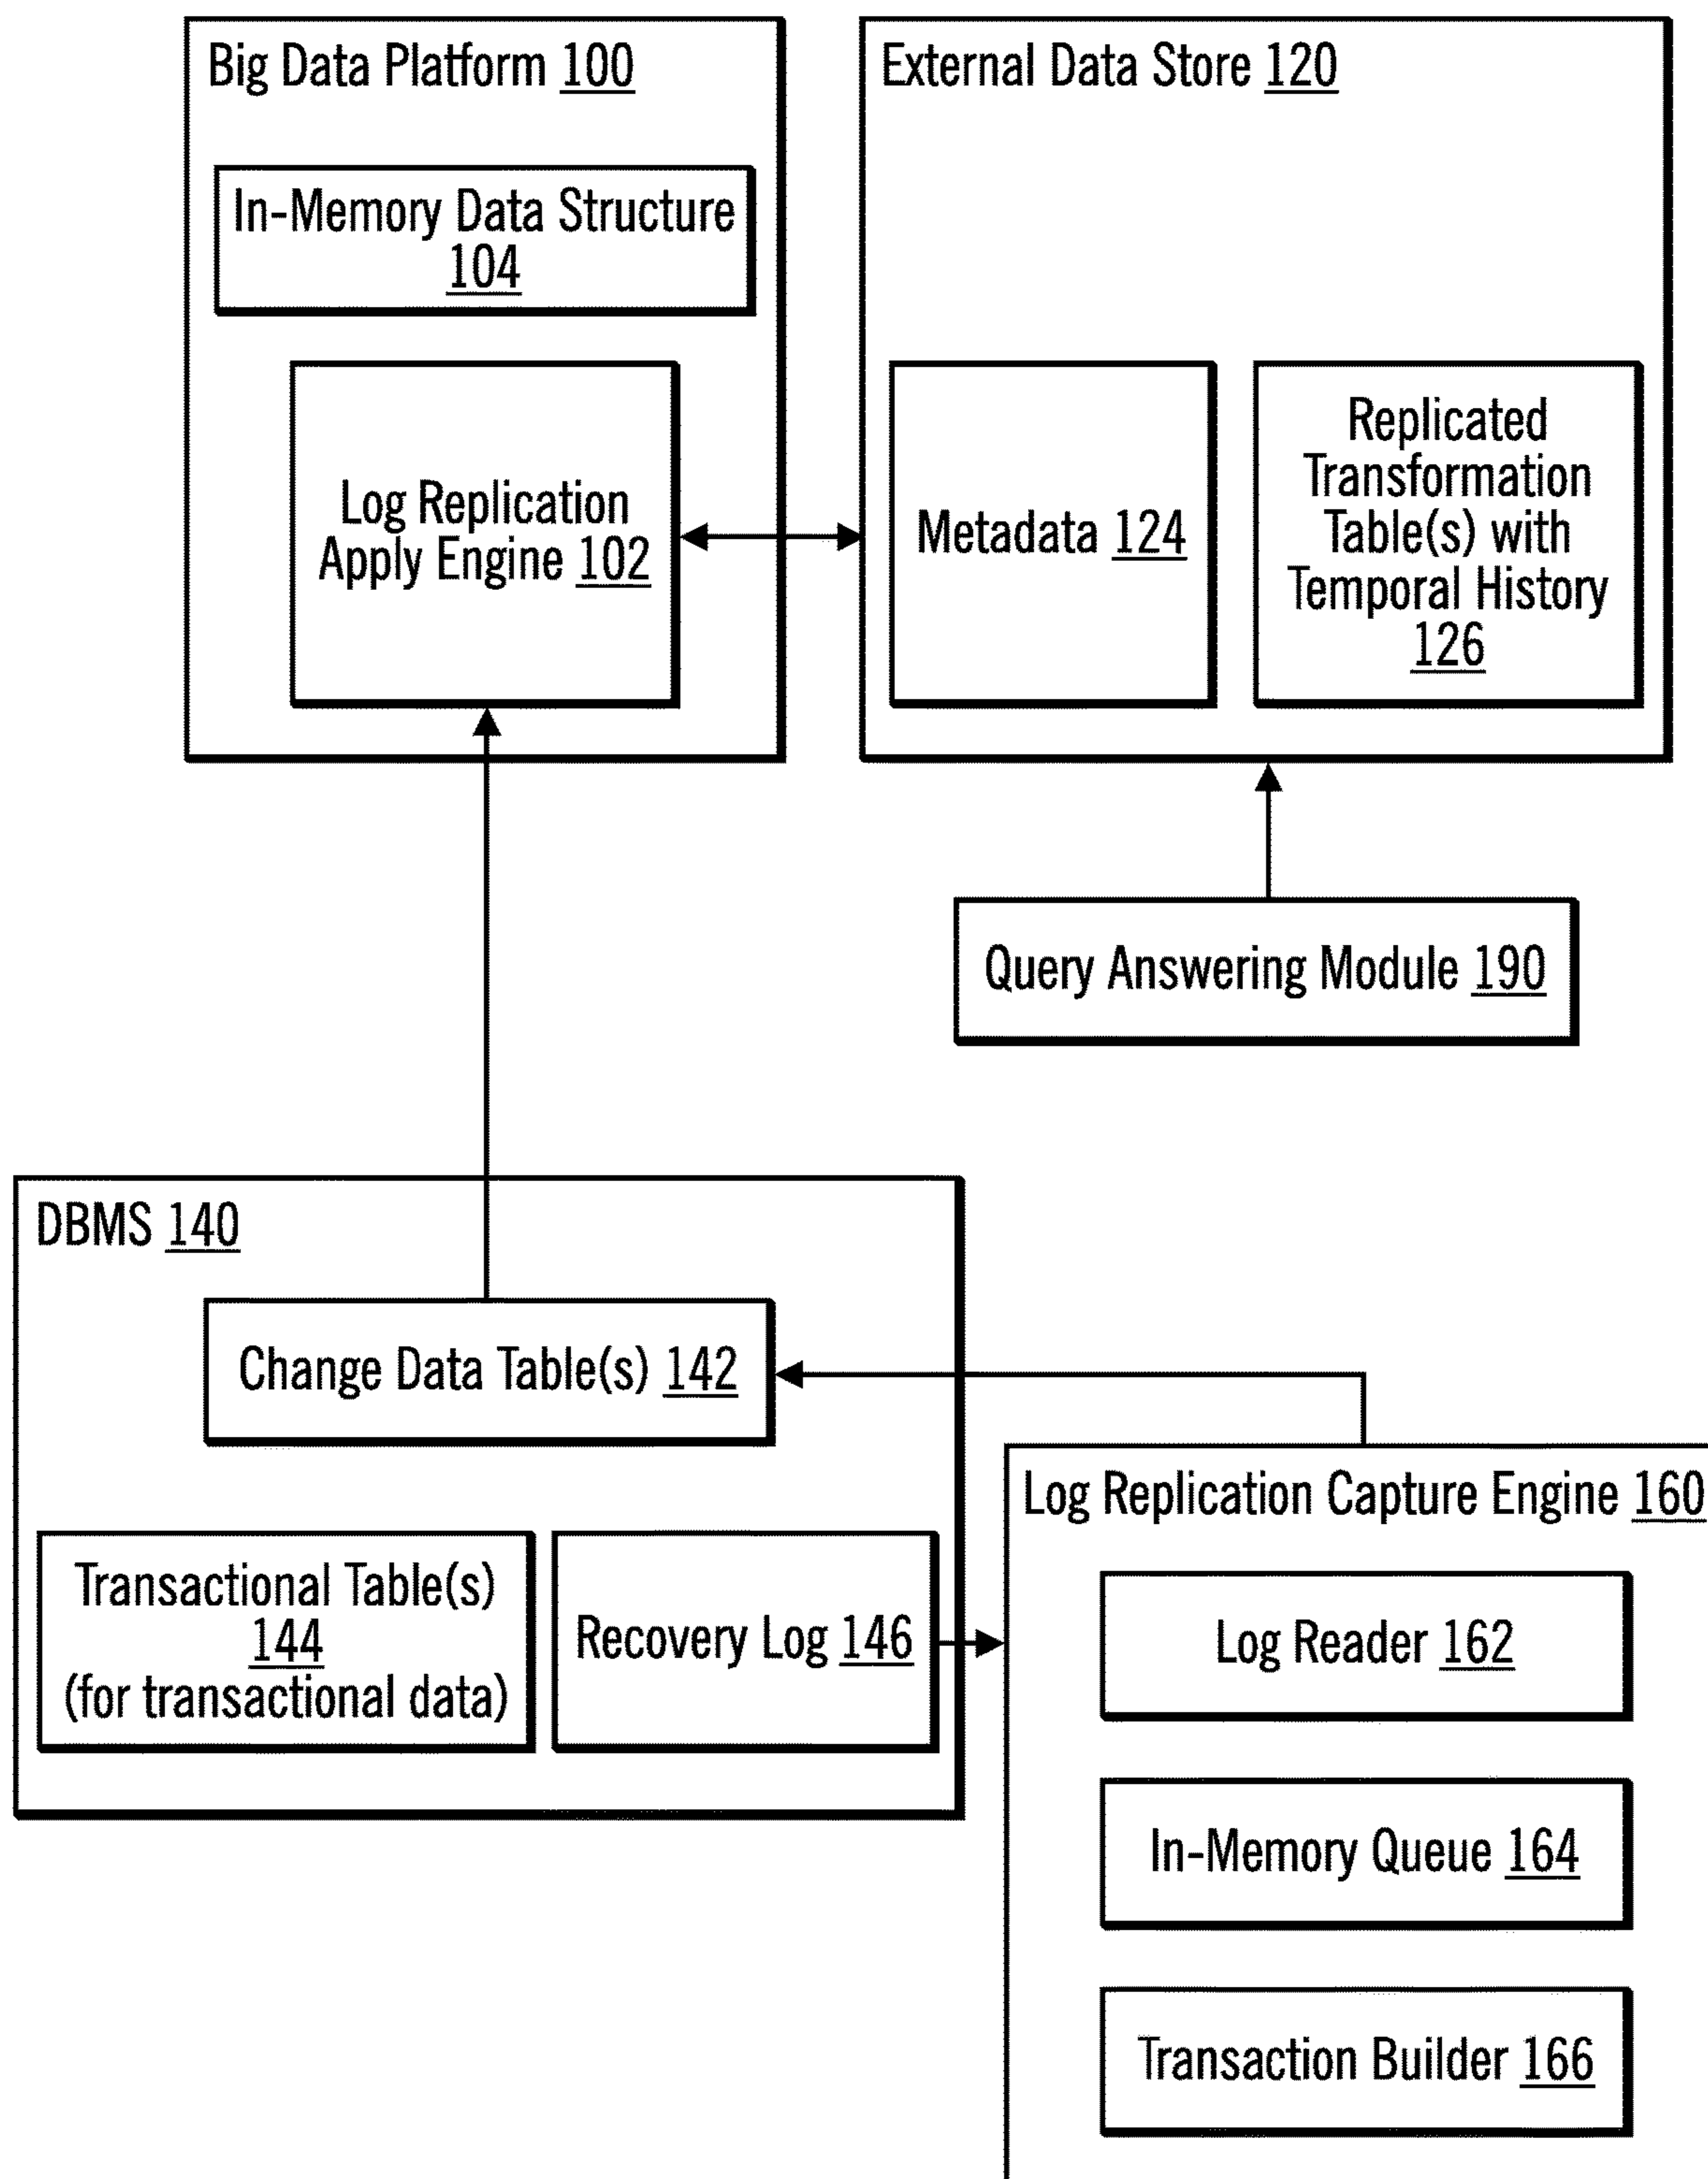 Big Data Platform 100
In-Memory Data Structure
104
Log Replication
Apply Engine 102
External Data Store 120
Metadata 124
Replicated
Transformation
Table(s) with
Temporal History
126
Query Answering Module 190
DBMS 140
Change Data Table(s) 142
Transactional Table(s)
144
(for transactional data)
Recovery Log 146
Log Replication Capture Engine 160
Log Reader 162
In-Memory Queue 164
Transaction Builder 166